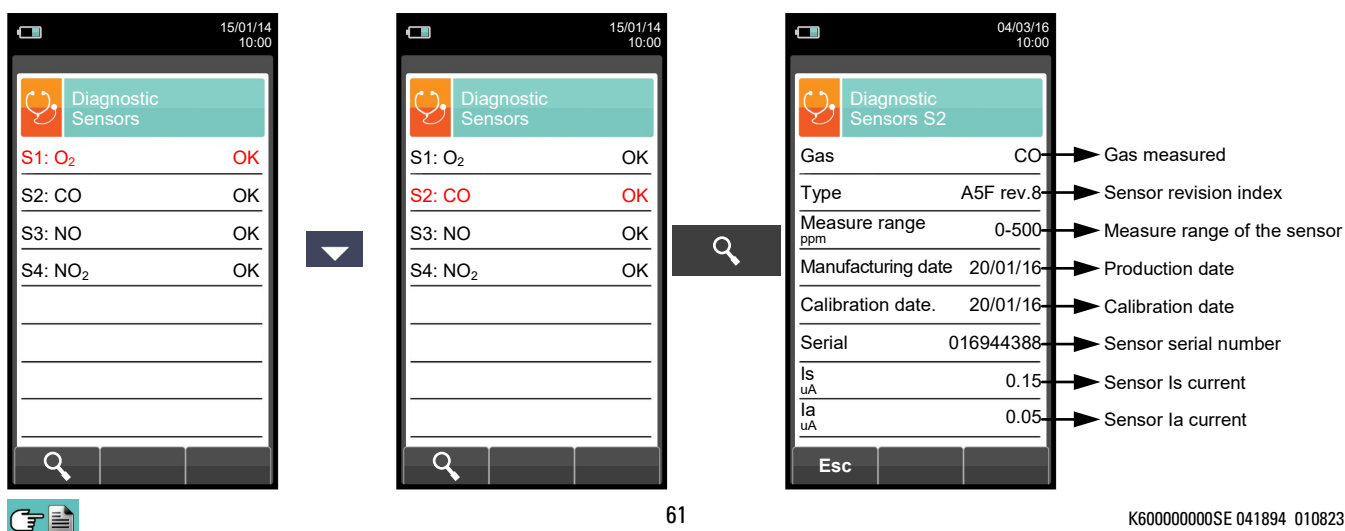 15/01/14
10:00
Diagnostic
Sensors
S1: O₂ OK
S2: CO OK
S3: NO OK
S4: NO₂ OK
15/01/14
10:00
Diagnostic
Sensors
S1: O₂ OK
S2: CO OK
S3: NO OK
S4: NO₂ OK
04/03/16
10:00
Diagnostic
Sensors S2
Gas CO Gas measured
Type A5F rev.8 Sensor revision index
Measure range
ppm 0-500 Measure range of the sensor
Manufacturing date 20/01/16 Production date
Calibration date. 20/01/16 Calibration date
Serial 016944388 Sensor serial number
Is
uA 0.15 Sensor Is current
Ia
uA 0.05 Sensor Ia current
Esc
61
K600000000SE 041894 010823